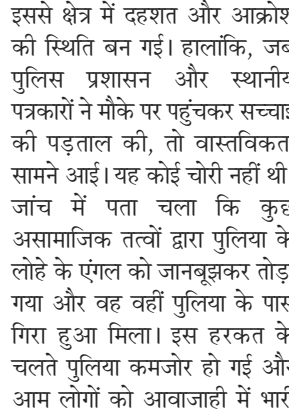 इससे क्षेत्र में दहशत और आक्रोश
की स्थिति बन गई। हालांकि, जब
पुलिस प्रशासन और स्थानीय
पत्रकारों ने मौके पर पहुंचकर सच्चाई
की पड़ताल की, तो वास्तविकता
सामने आई। यह कोई चोरी नहीं थी
जांच में पता चला कि कुछ
असामाजिक तत्वों द्वारा पुलिया के
लोहे के एंगल को जानबूझकर तोड़ा
गया और वह वहीं पुलिया के पास
गिरा हुआ मिला। इस हरकत के
चलते पुलिया कमजोर हो गई और
आम लोगों को आवाजाही में भारी